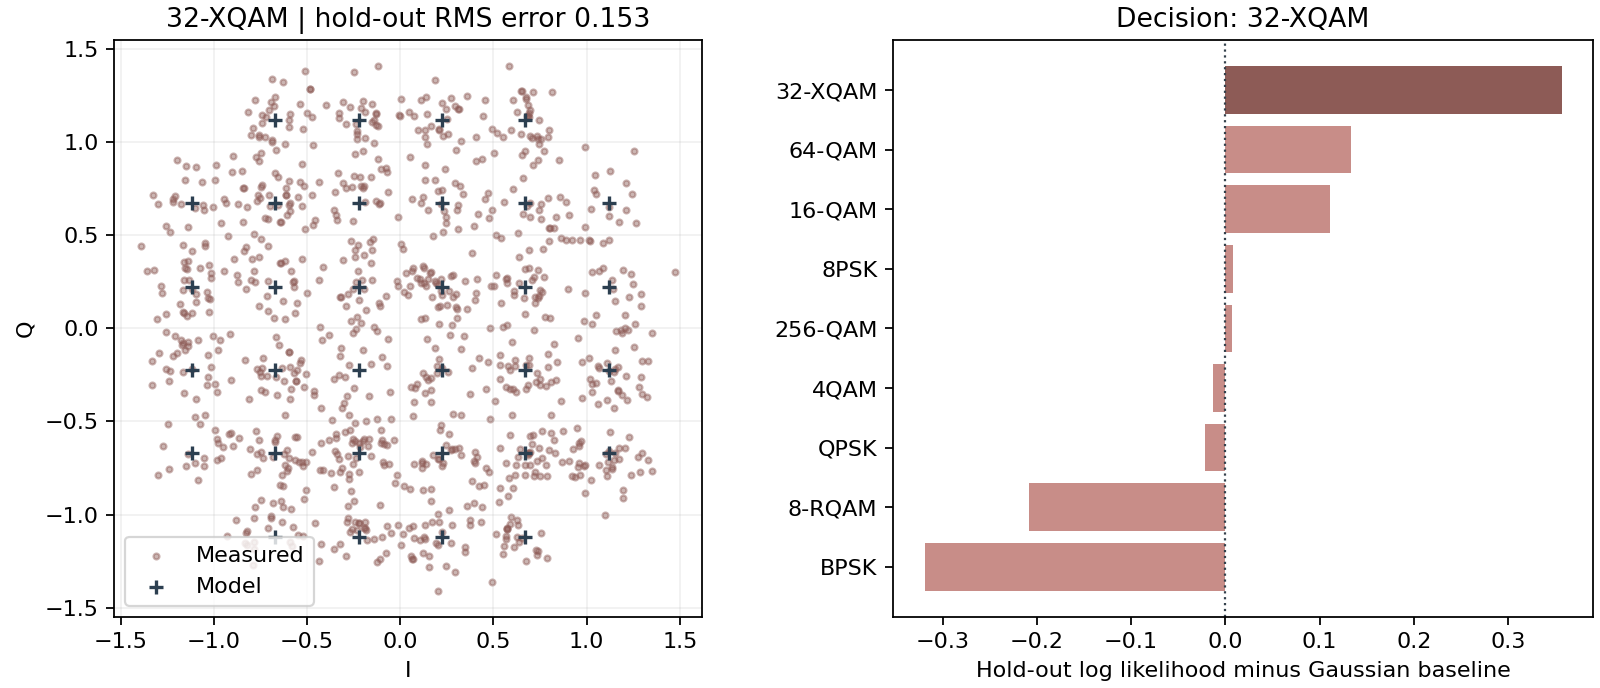 32-XQAM | hold-out RMS error 0.153
1.5
1.0
0.5
0.0
−0.5
−1.0
−1.5
Q
Measured
Model
−1.5
−1.0
−0.5
0.0
0.5
1.0
1.5
I
Decision: 32-XQAM
32-XQAM
64-QAM
16-QAM
8PSK
256-QAM
4QAM
QPSK
8-RQAM
BPSK
−0.3
−0.2
−0.1
0.0
0.1
0.2
0.3
Hold-out log likelihood minus Gaussian baseline